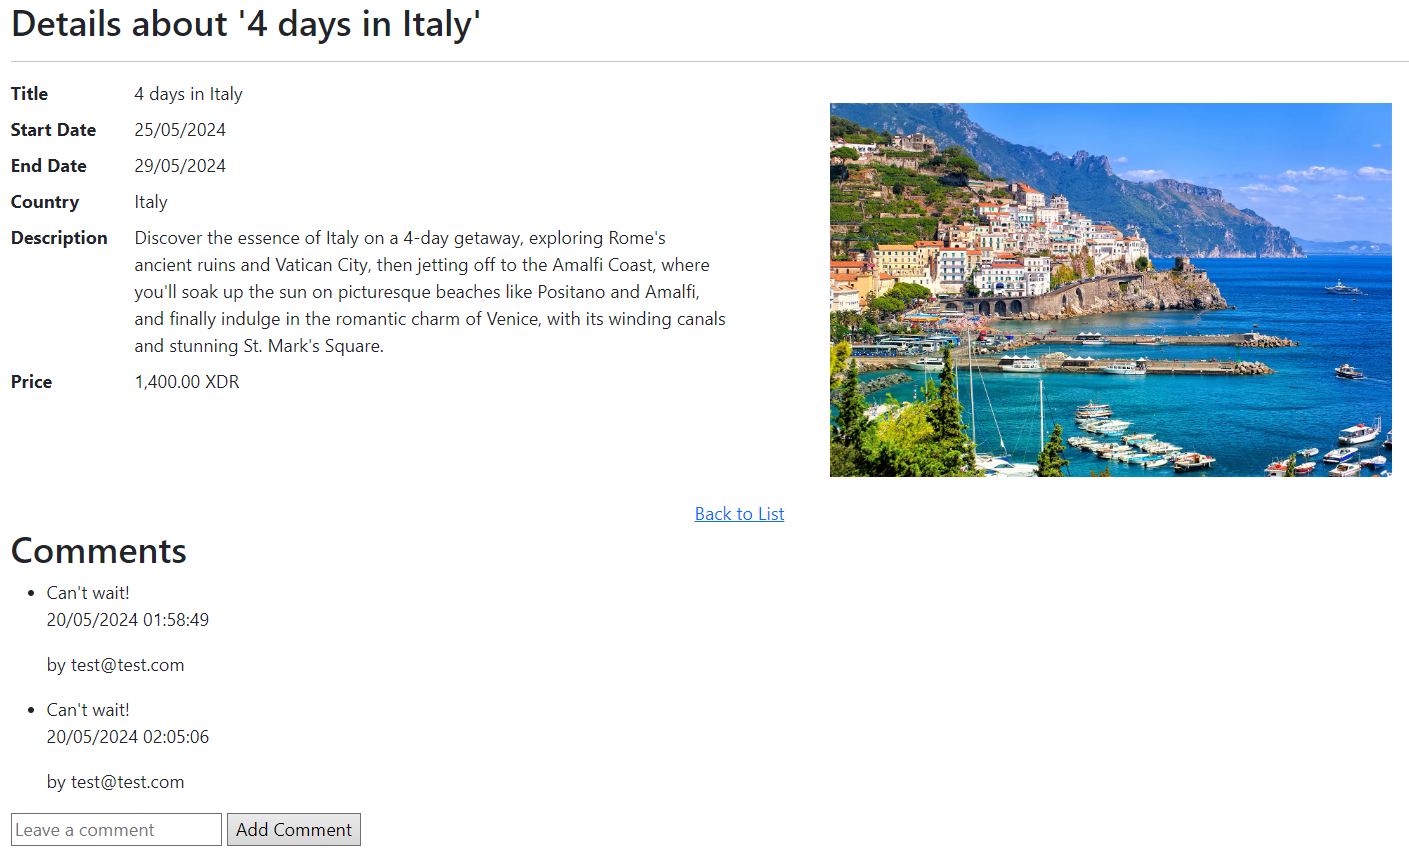 Details about '4 days in Italy'
Title 4 days in Italy
Start Date 25/05/2024
End Date 29/05/2024
Country Italy
Description Discover the essence of Italy on a 4-day getaway, exploring Rome's
ancient ruins and Vatican City, then jetting off to the Amalfi Coast, where
you'll soak up the sun on picturesque beaches like Positano and Amalfi,
and finally indulge in the romantic charm of Venice, with its winding canals
and stunning St. Mark's Square.
Price 1,400.00 XDR
Back to List
Comments
Can't wait!
20/05/2024 01:58:49
by test@test.com
Can't wait!
20/05/2024 02:05:06
by test@test.com
Leave a comment Add Comment